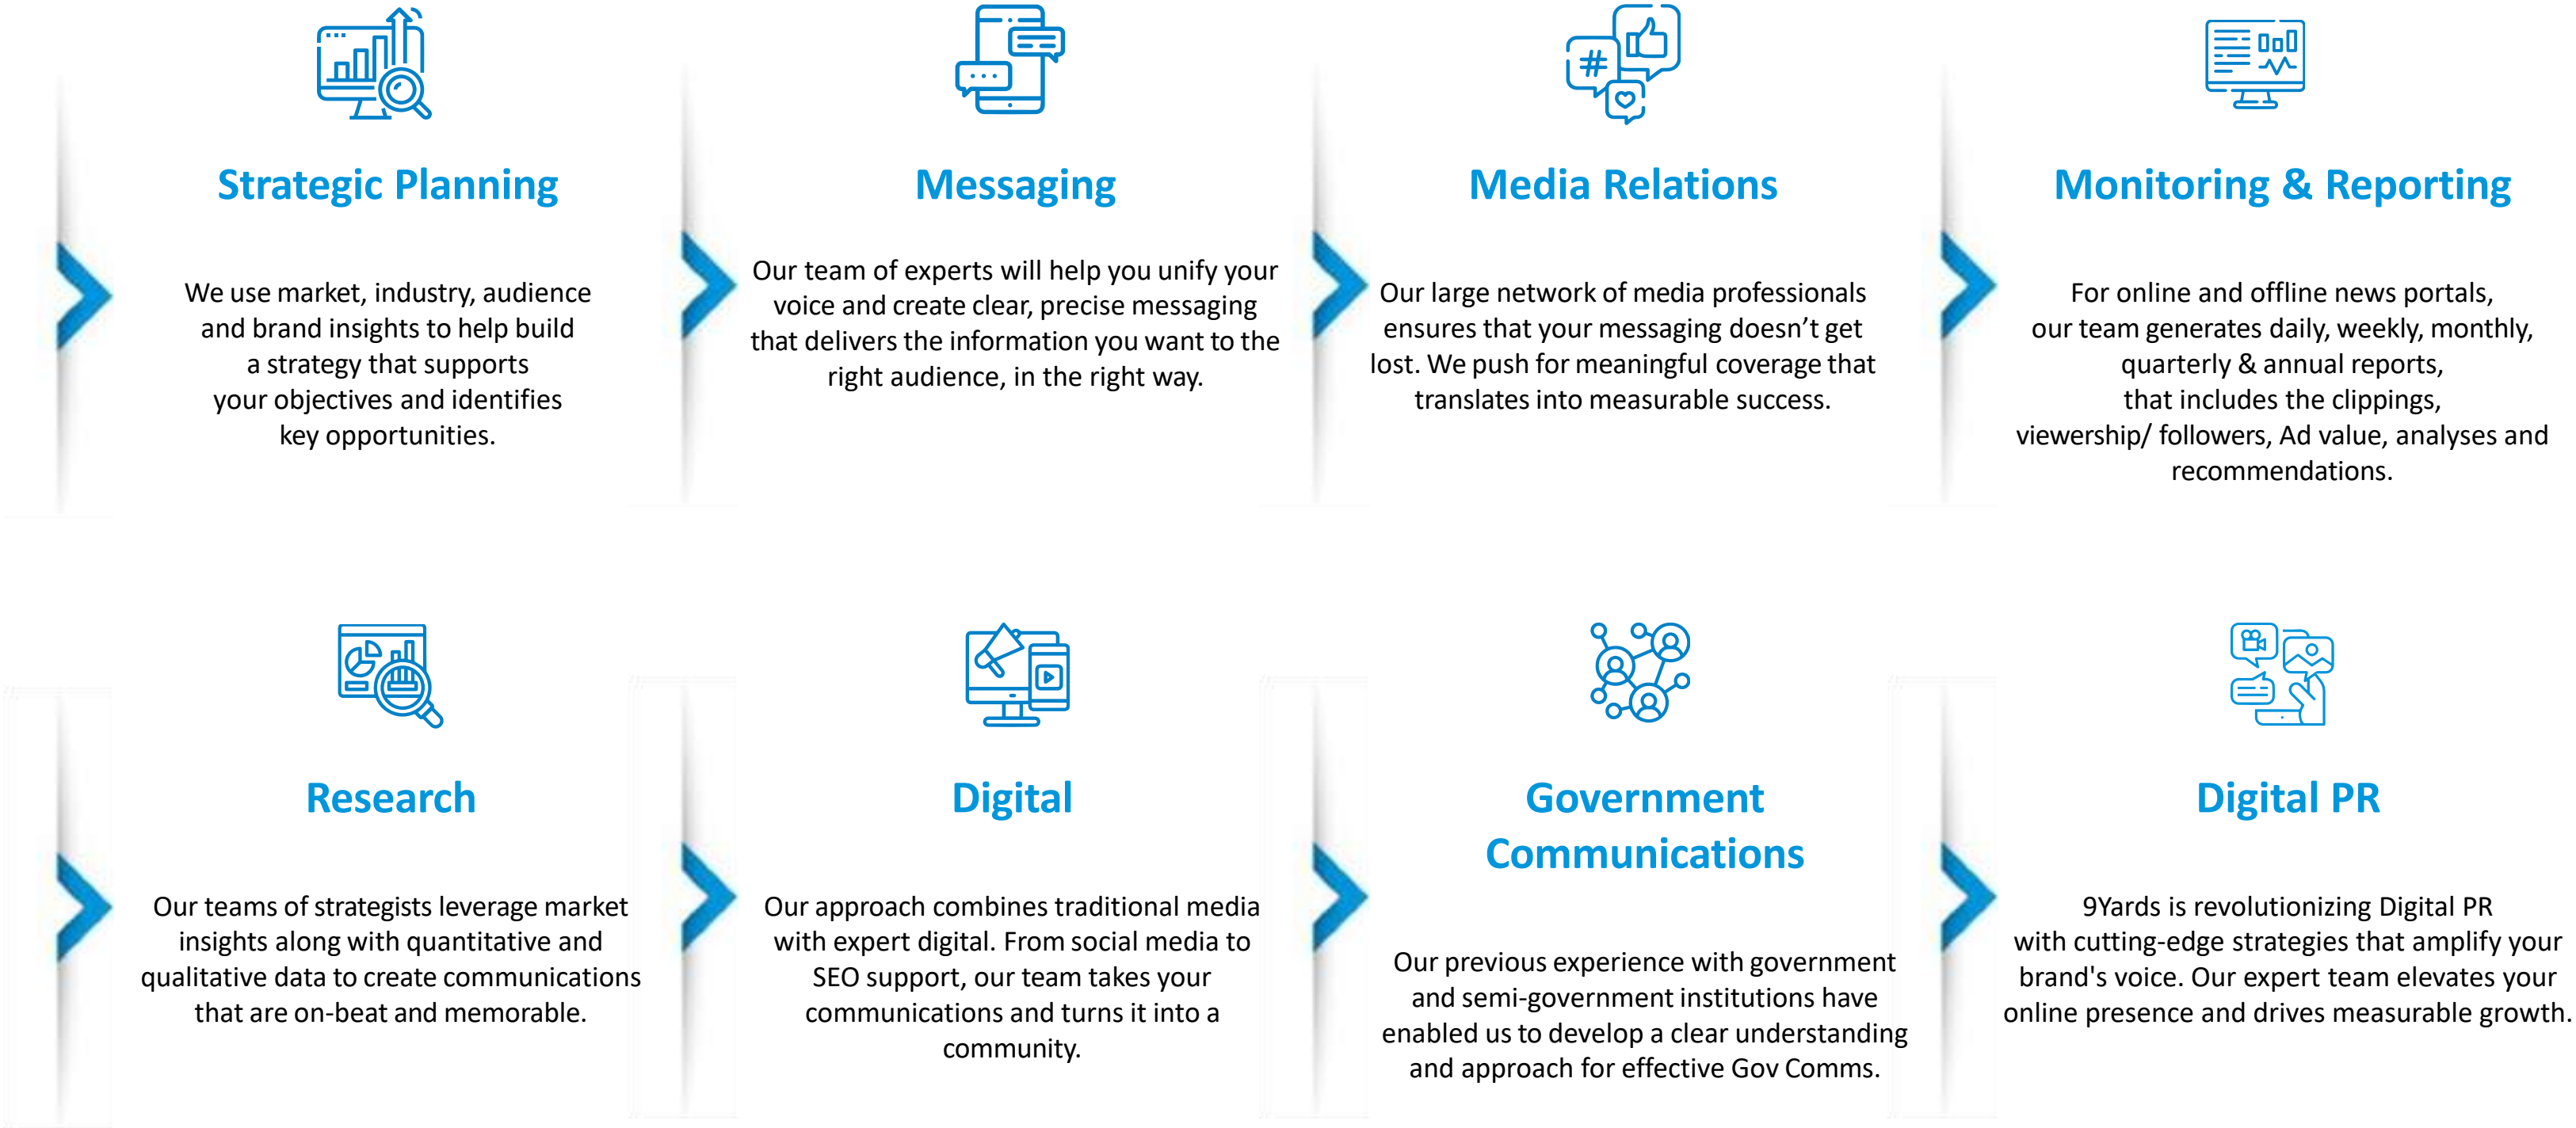 Strategic Planning
We use market, industry, audience
and brand insights to help build
a strategy that supports
your objectives and identifies
key opportunities.
Messaging
Our team of experts will help you unify your
voice and create clear, precise messaging
that delivers the information you want to the
right audience, in the right way.
#
Media Relations
Our large network of media professionals
ensures that your messaging doesn’t get
lost. We push for meaningful coverage that
translates into measurable success.
Monitoring & Reporting
For online and offline news portals,
our team generates daily, weekly, monthly,
quarterly & annual reports,
that includes the clippings,
viewership/ followers, Ad value, analyses and
recommendations.
Research
Our teams of strategists leverage market
insights along with quantitative and
qualitative data to create communications
that are on-beat and memorable.
Digital
Our approach combines traditional media
with expert digital. From social media to
SEO support, our team takes your
communications and turns it into a
community.
Government
Communications
Our previous experience with government
and semi-government institutions have
enabled us to develop a clear understanding
and approach for effective Gov Comms.
Digital PR
9Yards is revolutionizing Digital PR
with cutting-edge strategies that amplify your
brand's voice. Our expert team elevates your
online presence and drives measurable growth.